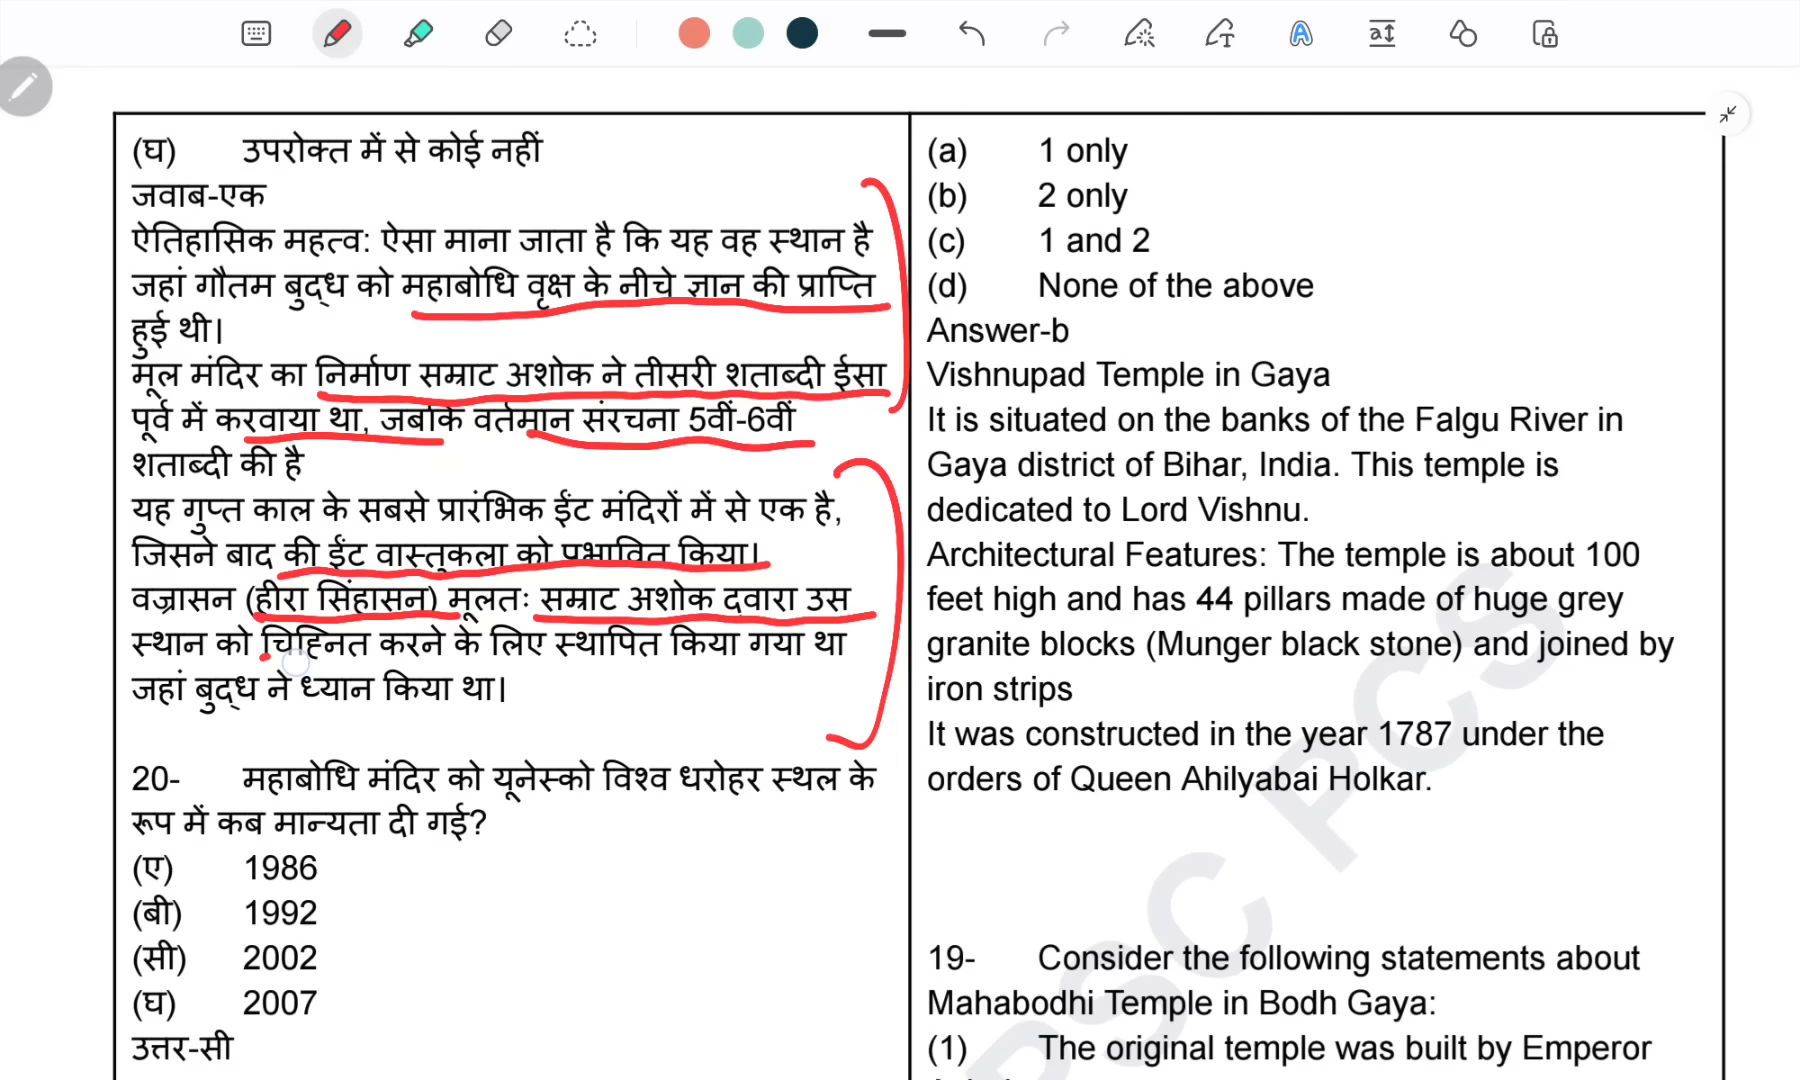 (घ) उपरोक्त में से कोई नहीं
जवाब-एक
ऐतिहासिक महत्व: ऐसा माना जाता है कि यह वह स्थान है
जहां गौतम बुद्ध को महाबोधि वृक्ष के नीचे ज्ञान की प्राप्ति
हुई थी।
मूल मंदिर का निर्माण सम्राट अशोक ने तीसरी शताब्दी ईसा
पूर्व में करवाया था, जबकि वर्तमान संरचना 5वीं-6वीं
शताब्दी की है
यह गुप्त काल के सबसे प्रारंभिक ईंट मंदिरों में से एक है,
जिसने बाद की ईंट वास्तुकला को प्रभावित किया।
वज्रासन (हीरा सिंहासन) मूलतः सम्राट अशोक द्वारा उस
स्थान को चिह्नित करने के लिए स्थापित किया गया था
जहां बुद्ध ने ध्यान किया था।
20- महाबोधि मंदिर को यूनेस्को विश्व धरोहर स्थल के
रूप में कब मान्यता दी गई?
(ए) 1986
(बी) 1992
(सी) 2002
(घ) 2007
उत्तर-सी
(a) 1 only
(b) 2 only
(c) 1 and 2
(d) None of the above
Answer-b
Vishnupad Temple in Gaya
It is situated on the banks of the Falgu River in
Gaya district of Bihar, India. This temple is
dedicated to Lord Vishnu.
Architectural Features: The temple is about 100
feet high and has 44 pillars made of huge grey
granite blocks (Munger black stone) and joined by
iron strips
It was constructed in the year 1787 under the
orders of Queen Ahilyabai Holkar.
19- Consider the following statements about
Mahabodhi Temple in Bodh Gaya:
(1) The original temple was built by Emperor
PSC PCS